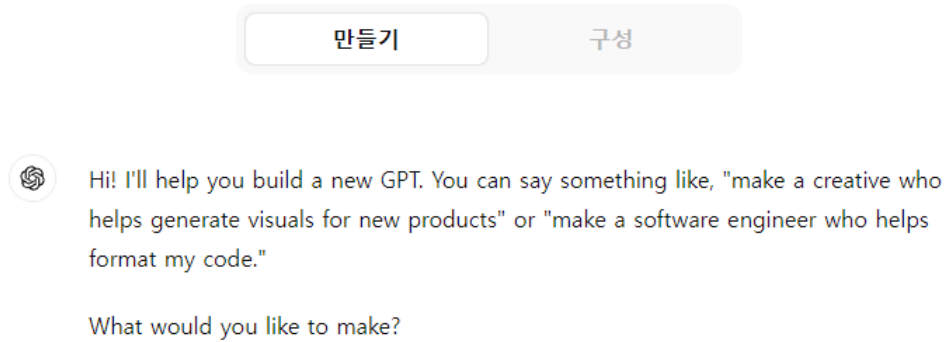 만들기
구성
Hi! I'll help you build a new GPT. You can say something like, "make a creative who
helps generate visuals for new products" or "make a software engineer who helps
format my code."
What would you like to make?